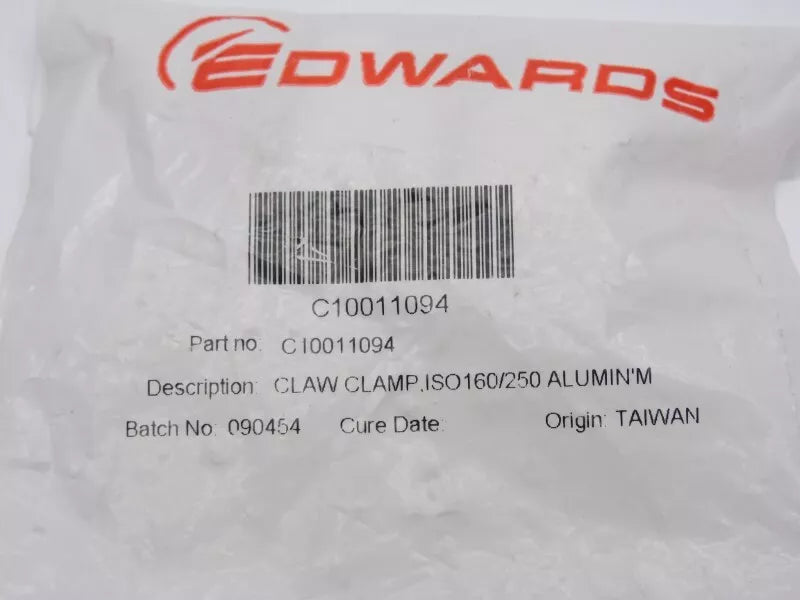 EDWARDS
C10011094
Part no: C10011094
Description: CLAW CLAMP,ISO160/250 ALUMIN'M
Batch No: 090454 Cure Date: Origin: TAIWAN